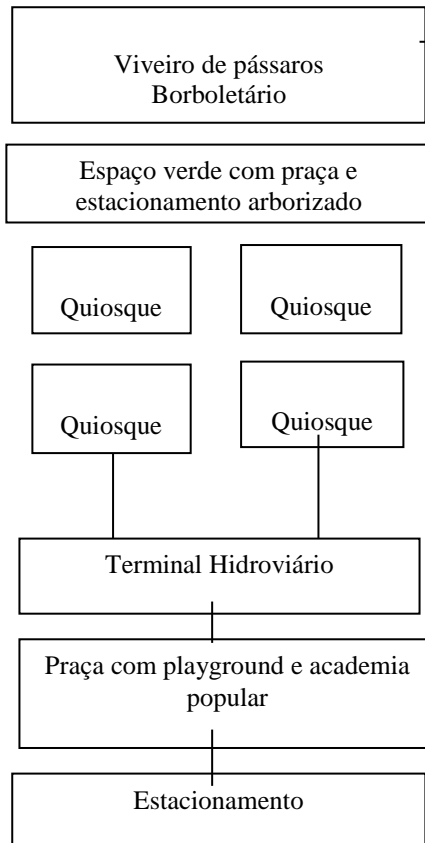 Viveiro de pássaros
Borboletário
Espaço verde com praça e
estacionamento arborizado
Quiosque
Quiosque
Quiosque
Quiosque
Terminal Hidroviário
Praça com playground e academia
popular
Estacionamento